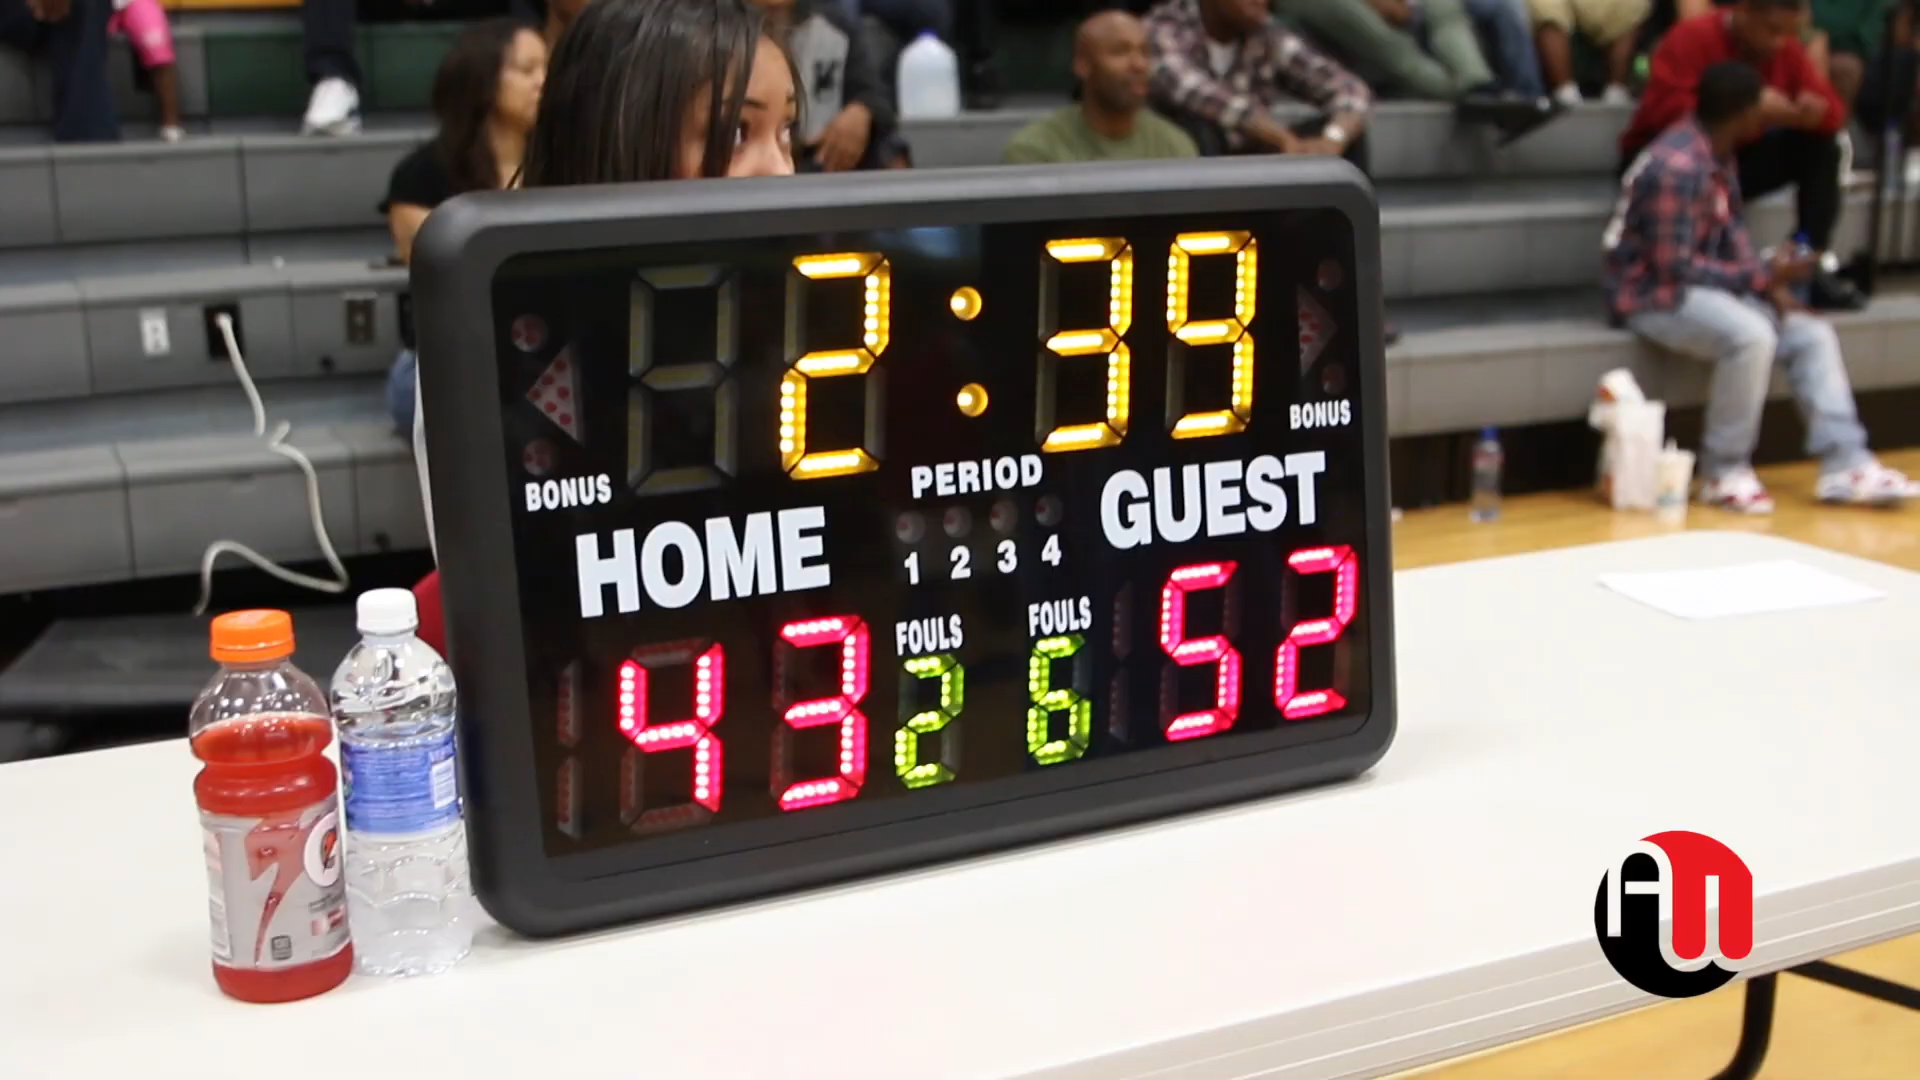 2:39
BONUS
BONUS
PERIOD
HOME
GUEST
1 2 3 4
FOULS
FOULS
43
2
6
52
G